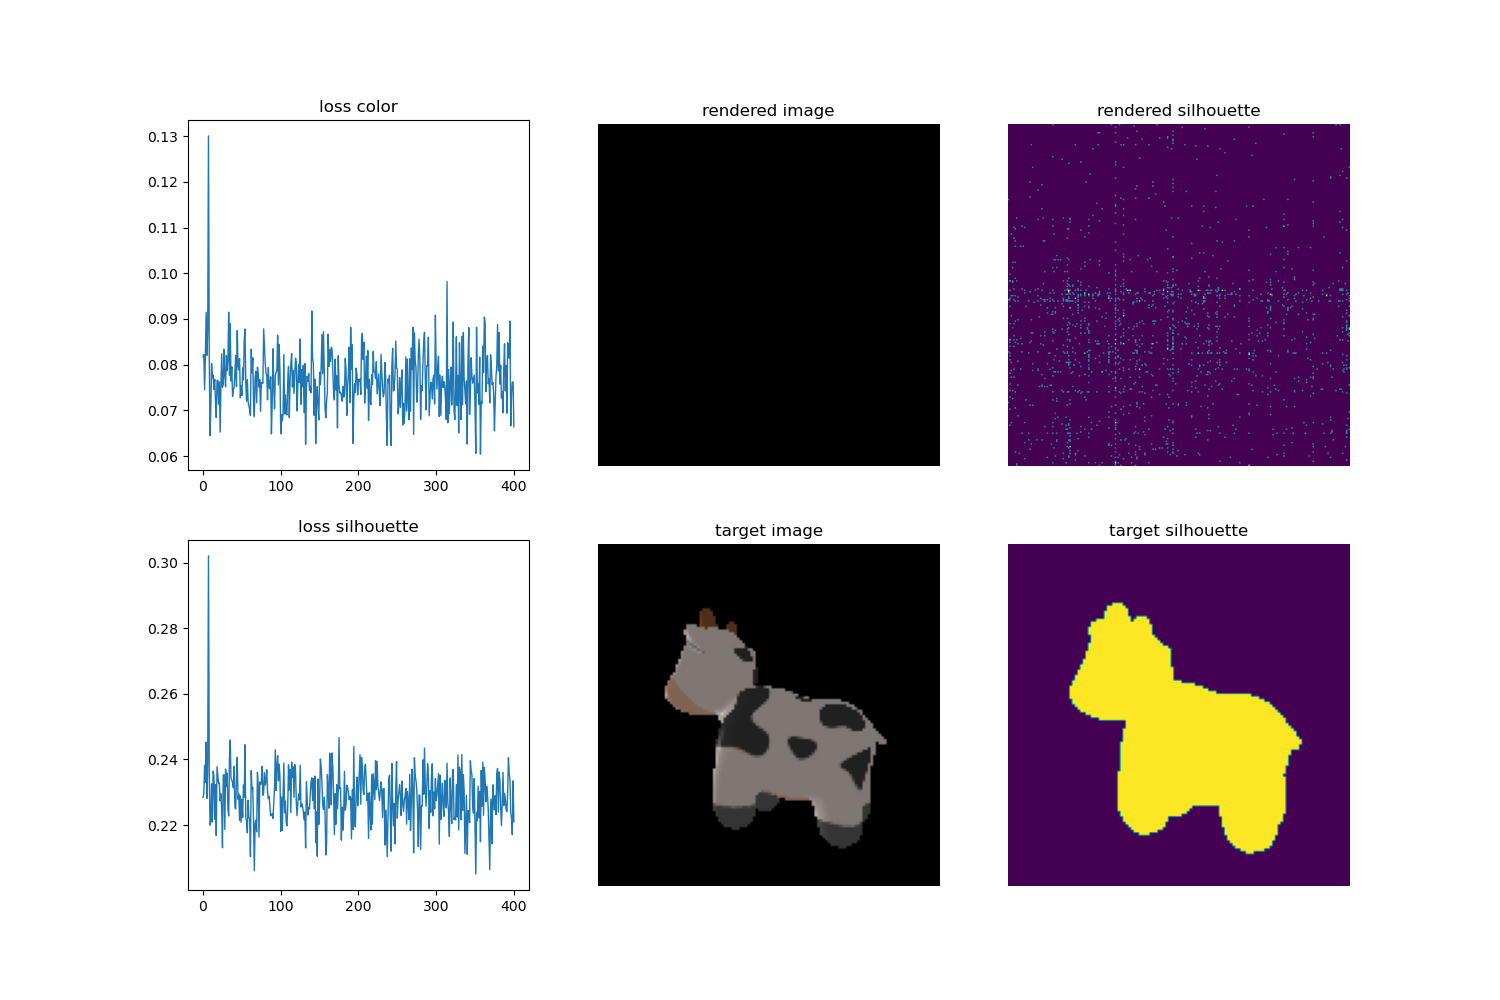 loss color
0.13
0.12
0.11
0.10
0.09
0.08
0.07
0.06
0 100 200 300 400
rendered image
rendered silhouette
loss silhouette
0.30
0.28
0.26
0.24
0.22
0 100 200 300 400
target image
target silhouette